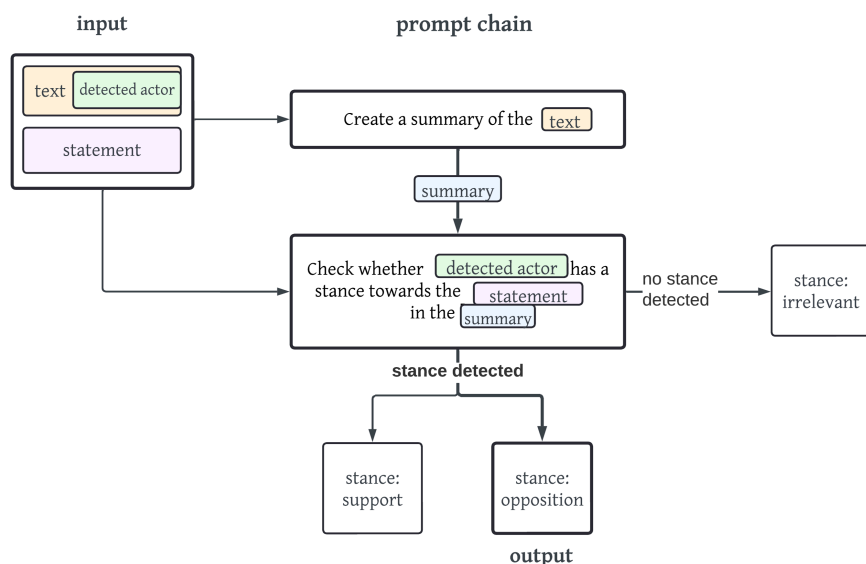 input
prompt chain
text detected actor
statement
Create a summary of the text
summary
Check whether detected actor has a
stance towards the statement
in the summary
no stance
detected
stance:
irrelevant
stance detected
stance:
support
stance:
opposition
output